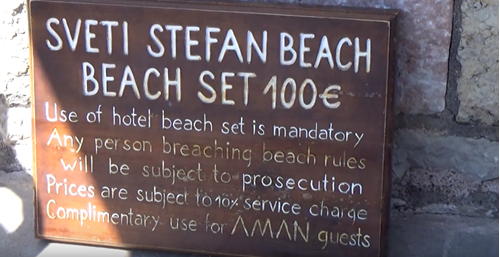 SVETI STEFAN BEACH
BEACH SET 100€
Use of hotel beach set is mandatory
Any person breaching beach rules
will be subject to prosecution
Prices are subject to 10% service charge
Complimentary use for AMAN guests